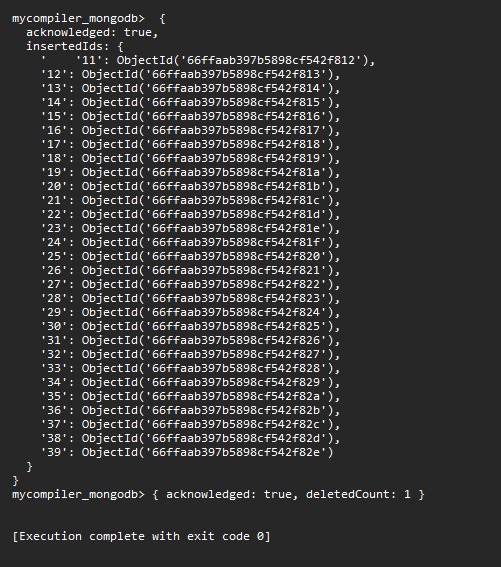 mycompiler_mongodb>  {
  acknowledged: true,
  insertedIds: {
    '    '11': ObjectId('66ffaab397b5898cf542f812'),
    '12': ObjectId('66ffaab397b5898cf542f813'),
    '13': ObjectId('66ffaab397b5898cf542f814'),
    '14': ObjectId('66ffaab397b5898cf542f815'),
    '15': ObjectId('66ffaab397b5898cf542f816'),
    '16': ObjectId('66ffaab397b5898cf542f817'),
    '17': ObjectId('66ffaab397b5898cf542f818'),
    '18': ObjectId('66ffaab397b5898cf542f819'),
    '19': ObjectId('66ffaab397b5898cf542f81a'),
    '20': ObjectId('66ffaab397b5898cf542f81b'),
    '21': ObjectId('66ffaab397b5898cf542f81c'),
    '22': ObjectId('66ffaab397b5898cf542f81d'),
    '23': ObjectId('66ffaab397b5898cf542f81e'),
    '24': ObjectId('66ffaab397b5898cf542f81f'),
    '25': ObjectId('66ffaab397b5898cf542f820'),
    '26': ObjectId('66ffaab397b5898cf542f821'),
    '27': ObjectId('66ffaab397b5898cf542f822'),
    '28': ObjectId('66ffaab397b5898cf542f823'),
    '29': ObjectId('66ffaab397b5898cf542f824'),
    '30': ObjectId('66ffaab397b5898cf542f825'),
    '31': ObjectId('66ffaab397b5898cf542f826'),
    '32': ObjectId('66ffaab397b5898cf542f827'),
    '33': ObjectId('66ffaab397b5898cf542f828'),
    '34': ObjectId('66ffaab397b5898cf542f829'),
    '35': ObjectId('66ffaab397b5898cf542f82a'),
    '36': ObjectId('66ffaab397b5898cf542f82b'),
    '37': ObjectId('66ffaab397b5898cf542f82c'),
    '38': ObjectId('66ffaab397b5898cf542f82d'),
    '39': ObjectId('66ffaab397b5898cf542f82e')
  }
}
mycompiler_mongodb> { acknowledged: true, deletedCount: 1 }
[Execution complete with exit code 0]